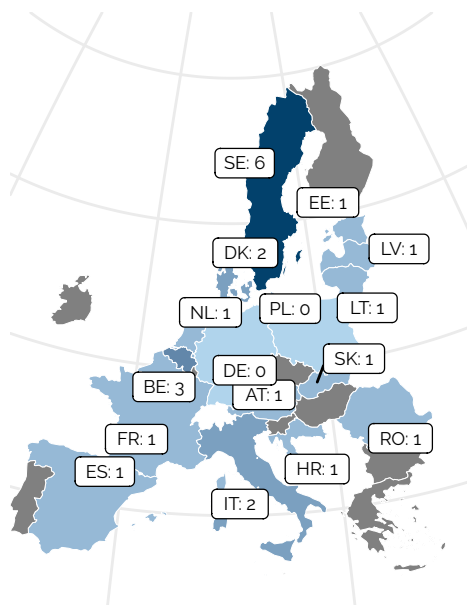 SE: 6
EE: 1
DK: 2
LV: 1
NL: 1
PL: 0
LT: 1
SK: 1
DE: 0
BE: 3
AT: 1
FR: 1
RO: 1
ES: 1
HR: 1
IT: 2